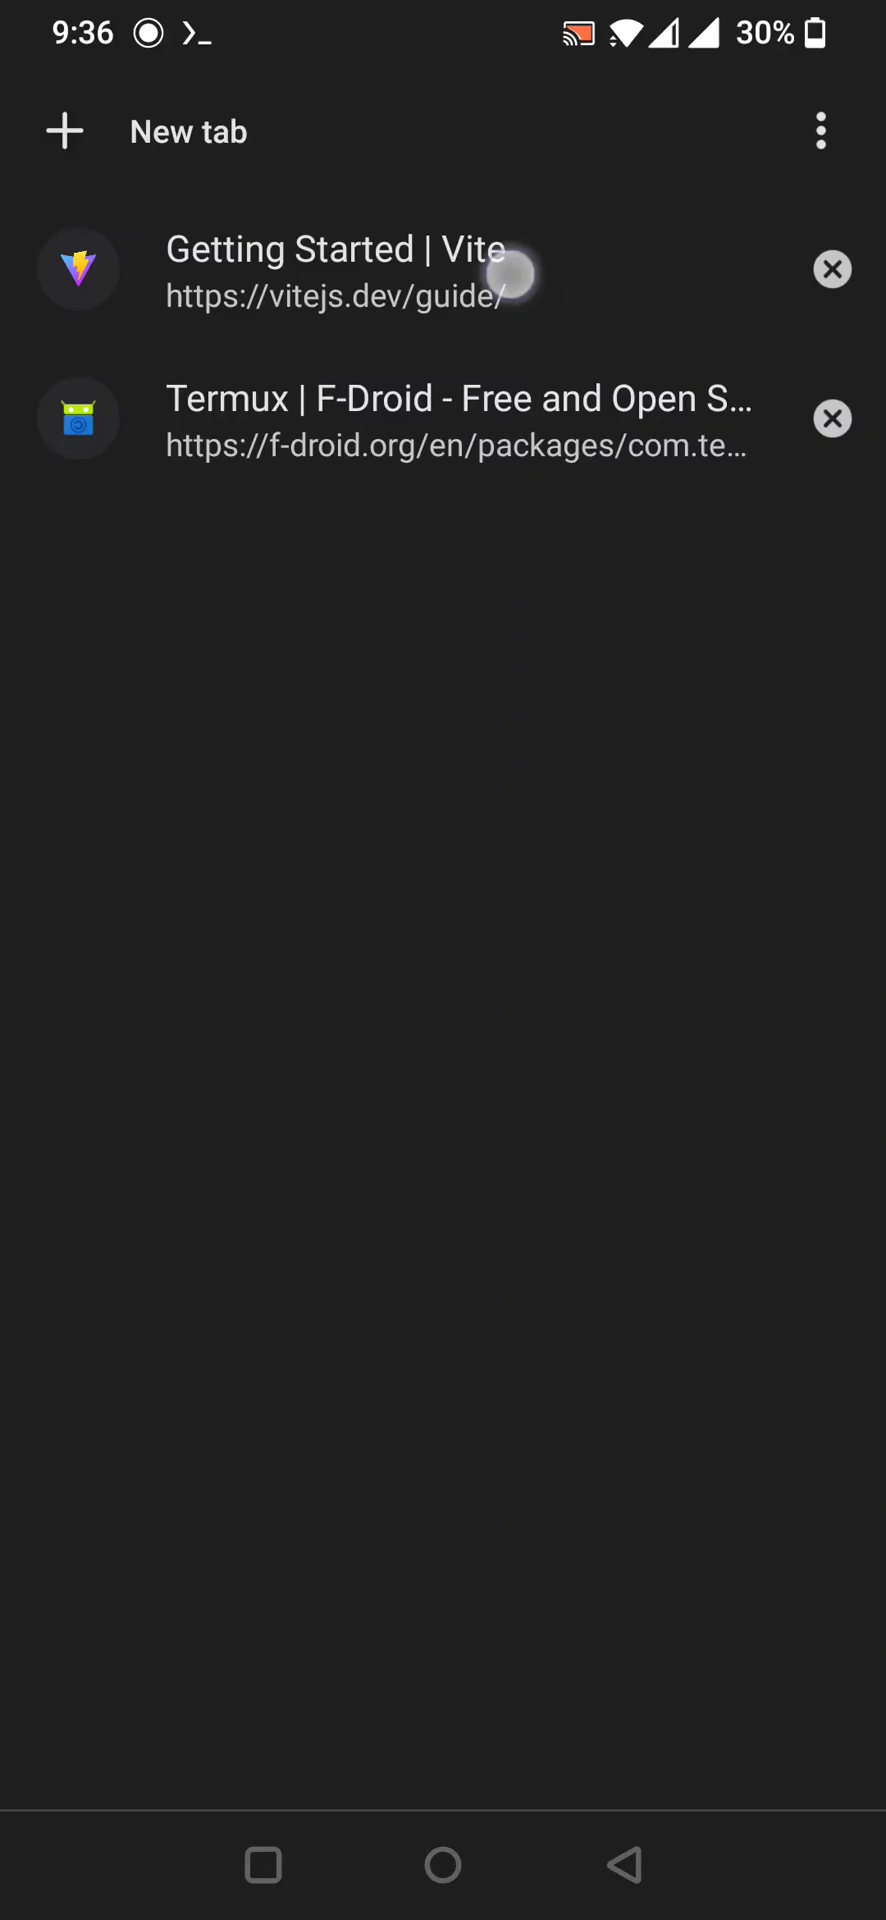 9:36
30%
New tab
Getting Started | Vite
https://vitejs.dev/guide/
Termux | F-Droid - Free and Open S...
https://f-droid.org/en/packages/com.te...